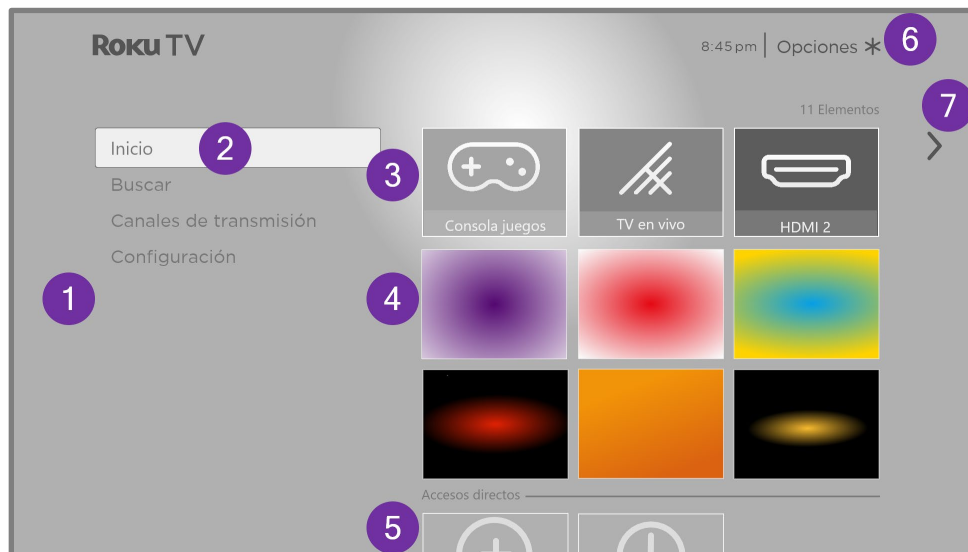 Roku TV
8:45 pm | Opciones *
6
7
11 Elementos
Inicio
2
Buscar
Canales de transmisión
Configuración
1
3
Consola juegos
TV en vivo
HDMI 2
4
Accesos directos
5